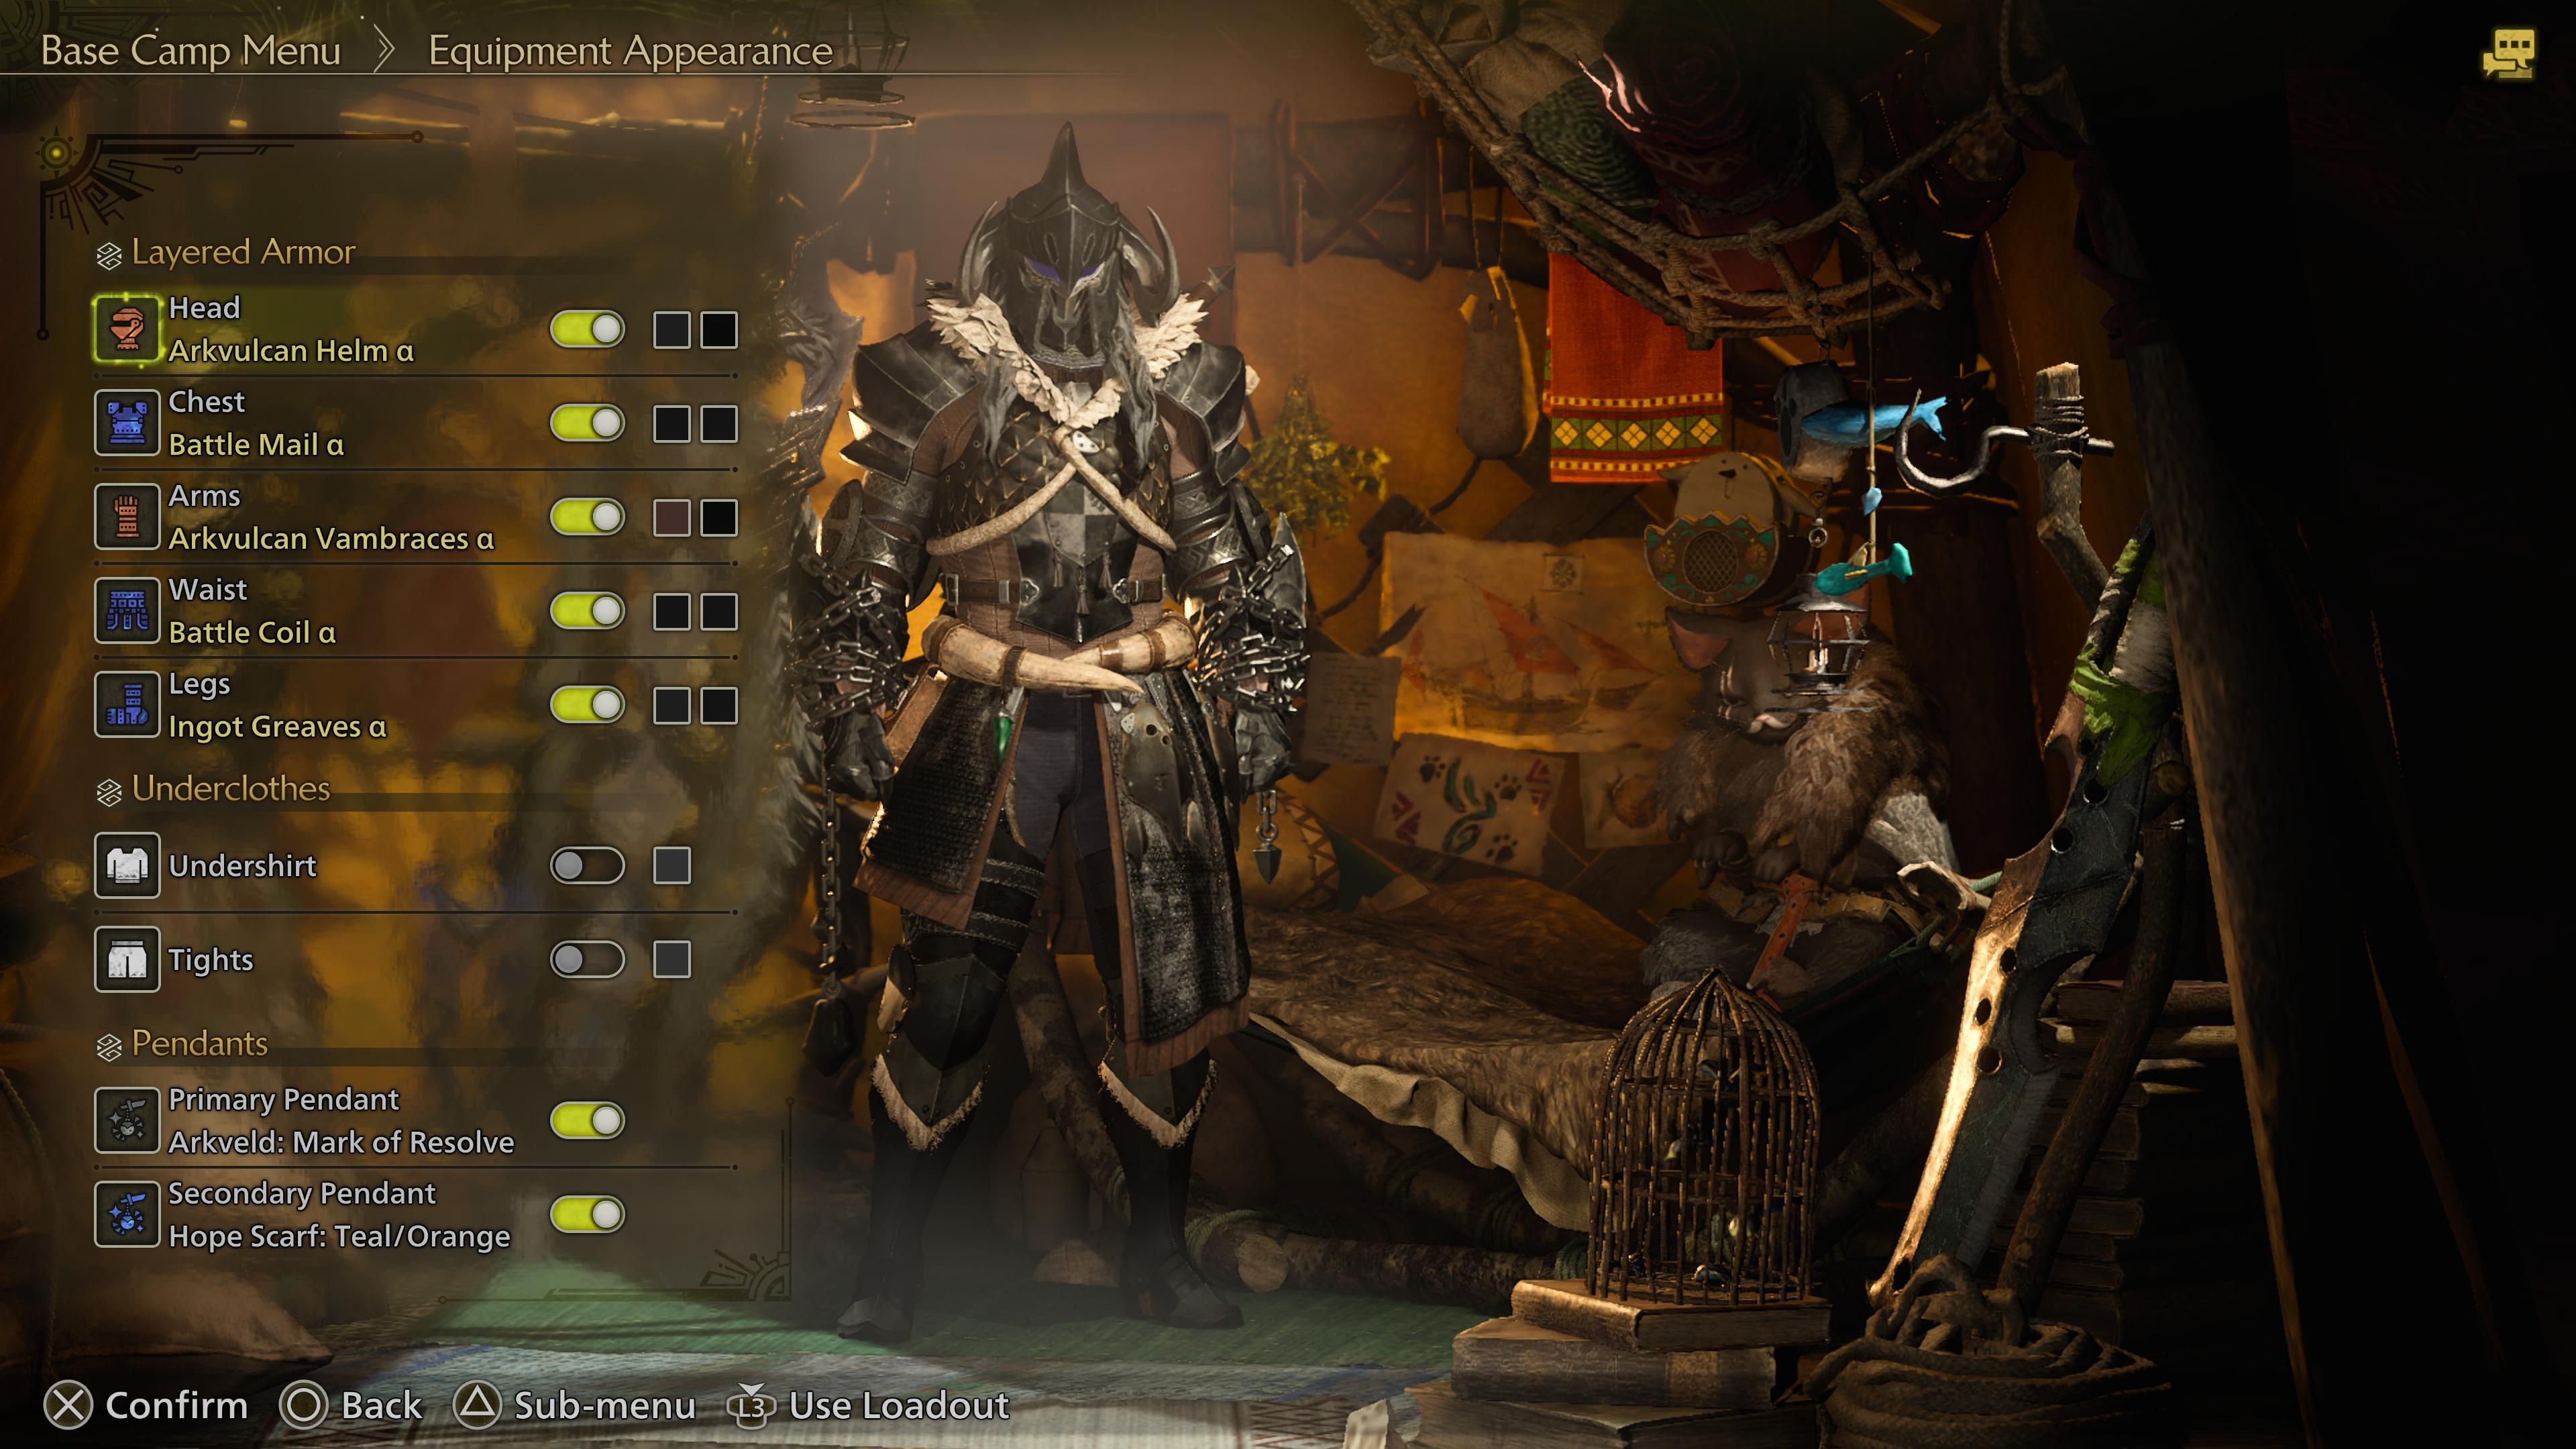 Base Camp Menu
Equipment Appearance
Layered Armor
Head
Arkvulcan Helm α
Chest
Battle Mail α
Arms
Arkvulcan Vambraces α
Waist
Battle Coil α
Legs
Ingot Greaves α
Underclothes
Undershirt
Tights
Pendants
Primary Pendant
Arkveld: Mark of Resolve
Secondary Pendant
Hope Scarf: Teal/Orange
Confirm
Back
Sub-menu
L3
Use Loadout